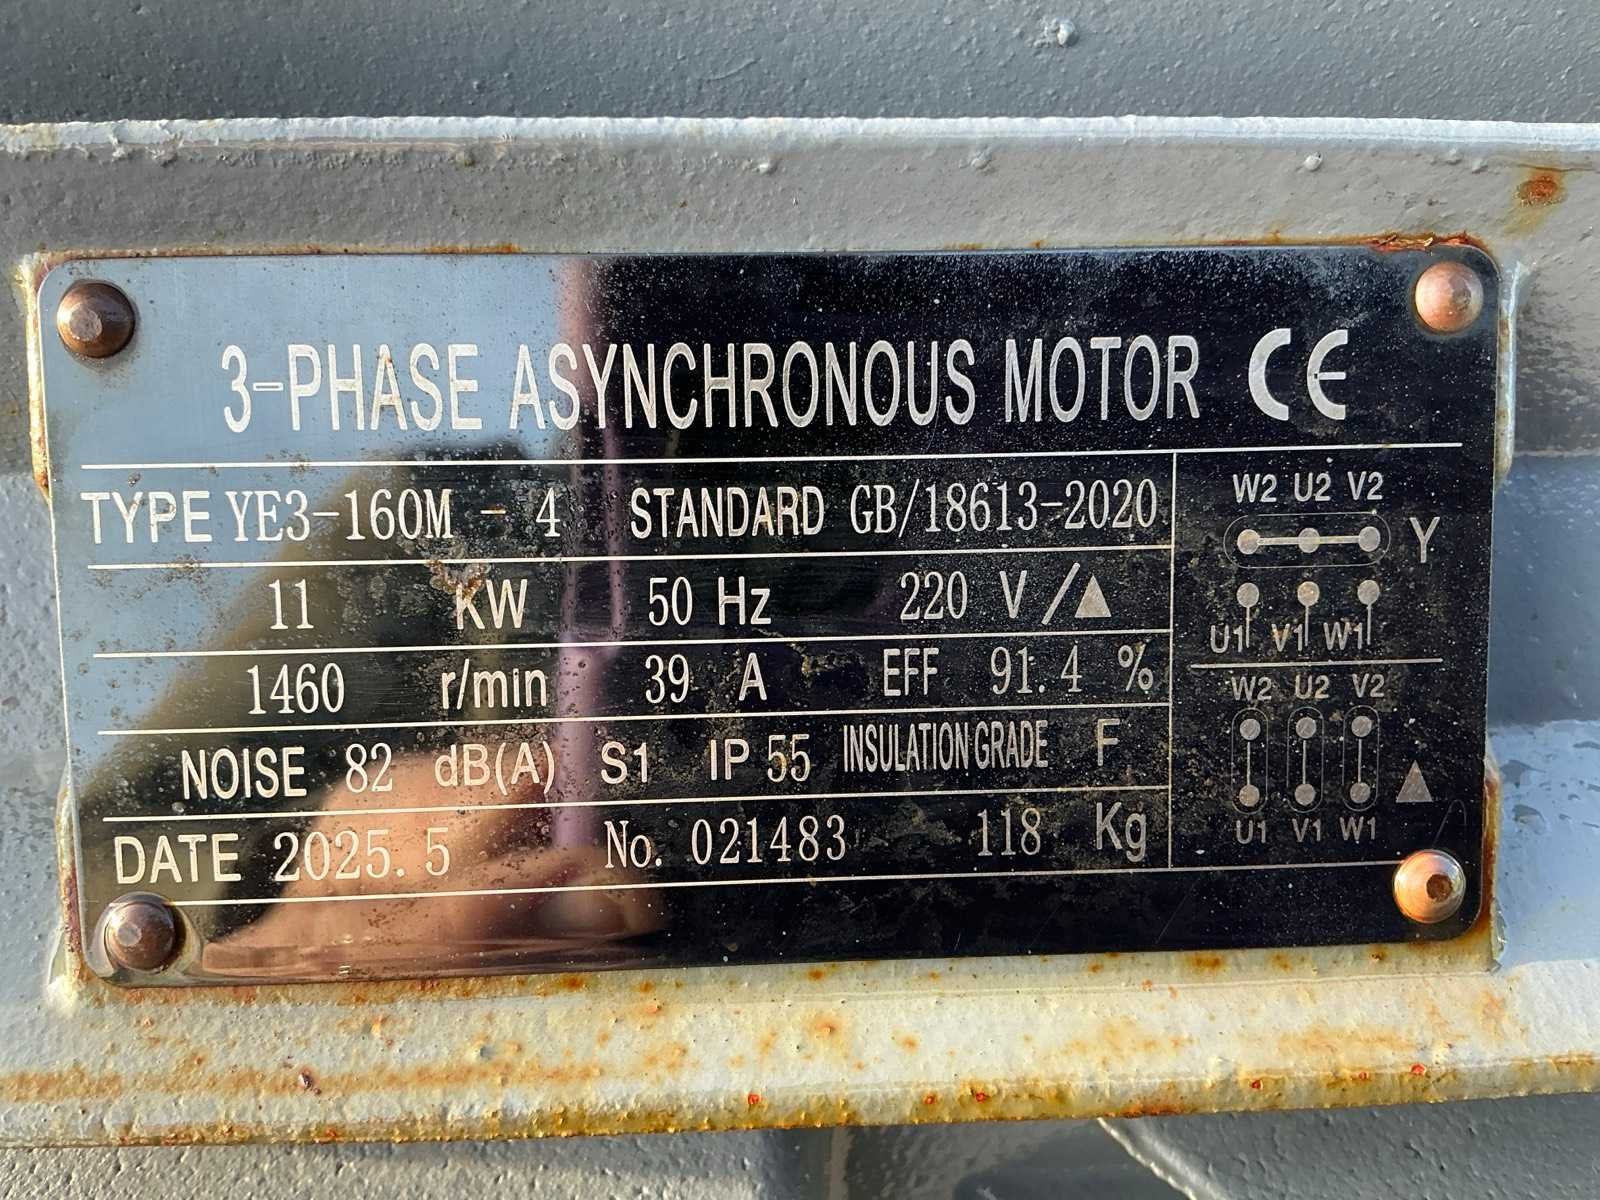 3-PHASE ASYNCHRONOUS MOTOR CE
TYPE YE3-160M - 4 STANDARD GB/18613-2020
11 KW 50 Hz 220 V/▲
1460 r/min 39 A EFF 91.4 %
NOISE 82 dB(A) S1 IP 55 INSULATION GRADE F
DATE 2025.5 No. 021483 118 Kg
W2 U2 V2
Y
U1 V1 W1
W2 U2 V2
▲
U1 V1 W1